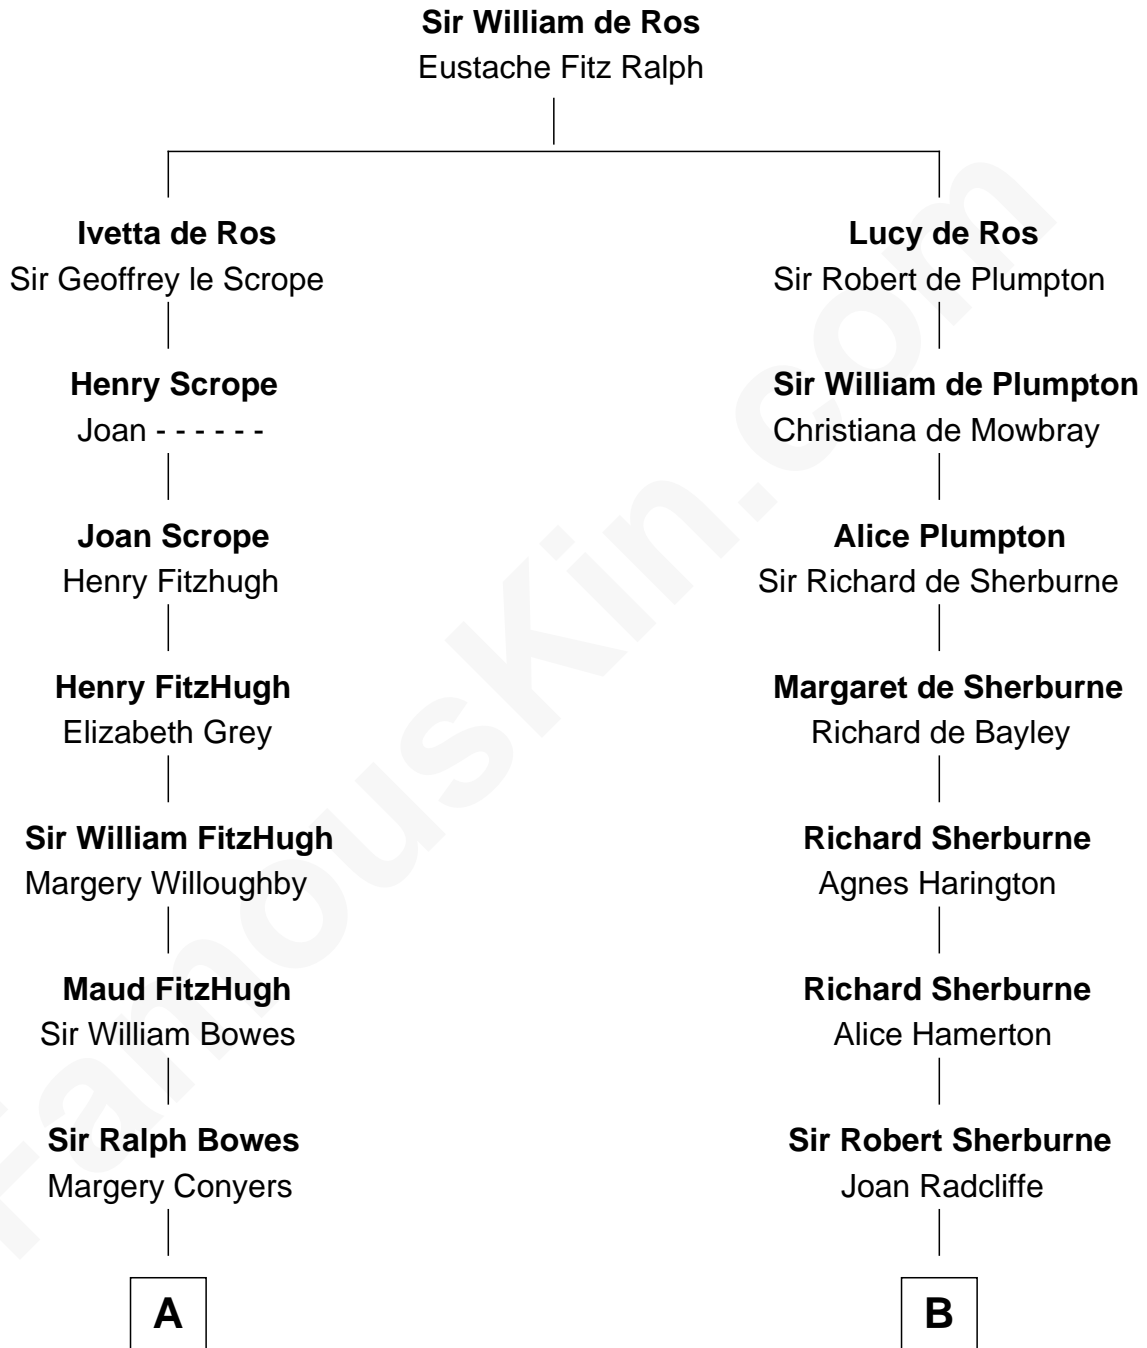 Sir William de Ros
Eustache Fitz Ralph
Ivetta de Ros
Sir Geoffrey le Scrope
Lucy de Ros
Sir Robert de Plumpton
Henry Scrope
Joan - - - - - -
Sir William de Plumpton
Christiana de Mowbray
Joan Scrope
Henry Fitzhugh
Alice Plumpton
Sir Richard de Sherburne
Henry FitzHugh
Elizabeth Grey
Margaret de Sherburne
Richard de Bayley
Sir William FitzHugh
Margery Willoughby
Richard Sherburne
Agnes Harington
Maud FitzHugh
Sir William Bowes
Richard Sherburne
Alice Hamerton
Sir Ralph Bowes
Margery Conyers
Sir Robert Sherburne
Joan Radcliffe
A
B
FamousKin.com